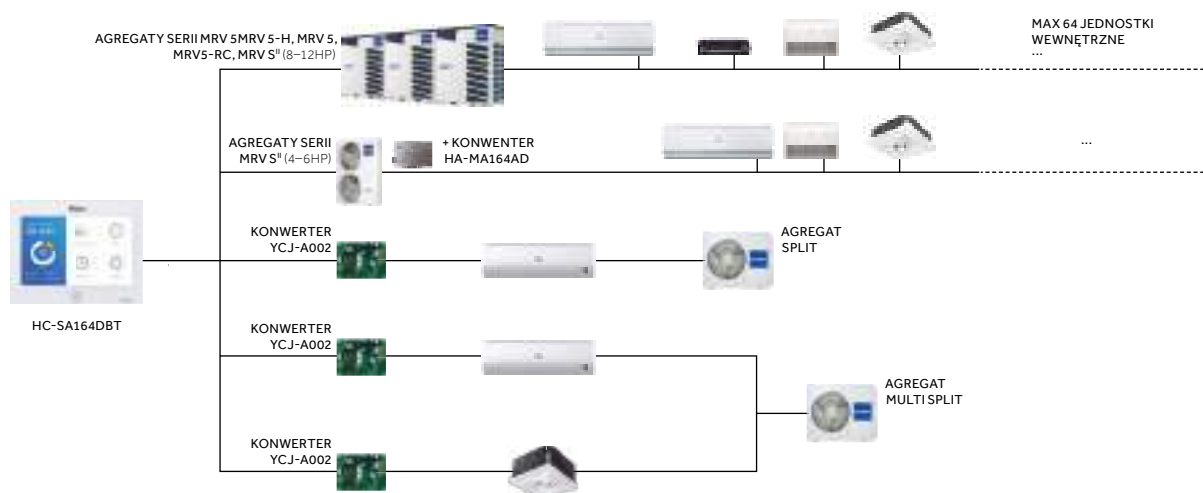 AGREGATY SERII MRV 5MRV 5-H, MRV 5,
MRV5-RC, MRV Sᴵᴵ (8–12HP)
MAX 64 JEDNOSTKI
WEWNĘTRZNE
...
AGREGATY SERII
MRV Sᴵᴵ (4–6HP)
+ KONWENTER
HA-MA164AD
...
KONWERTER
YCJ-A002
AGREGAT
SPLIT
HC-SA164DBT
KONWERTER
YCJ-A002
AGREGAT
MULTI SPLIT
KONWERTER
YCJ-A002